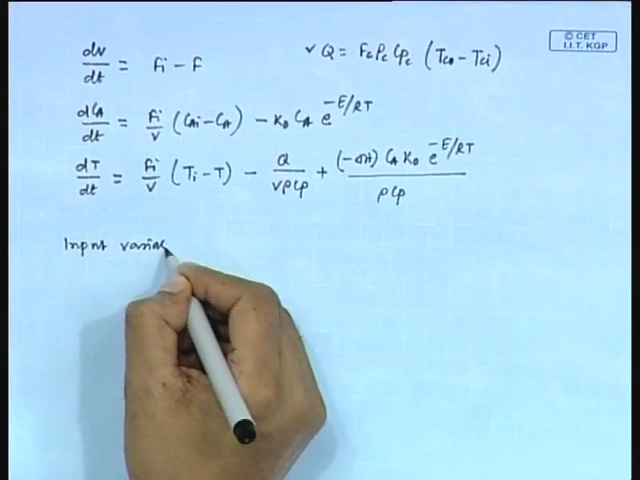 dV/dt = Fi - F
✓ Q = Fc ρc Cpc (Tco - Tci)
© CET
I.I.T. KGP
dCA/dt = Fi/V (CAi - CA) - K0 CA e^-E/RT
dT/dt = Fi/V (Ti - T) - Q/VρCp + (-ΔH) CA K0 e^-E/RT / ρCp
Input variab